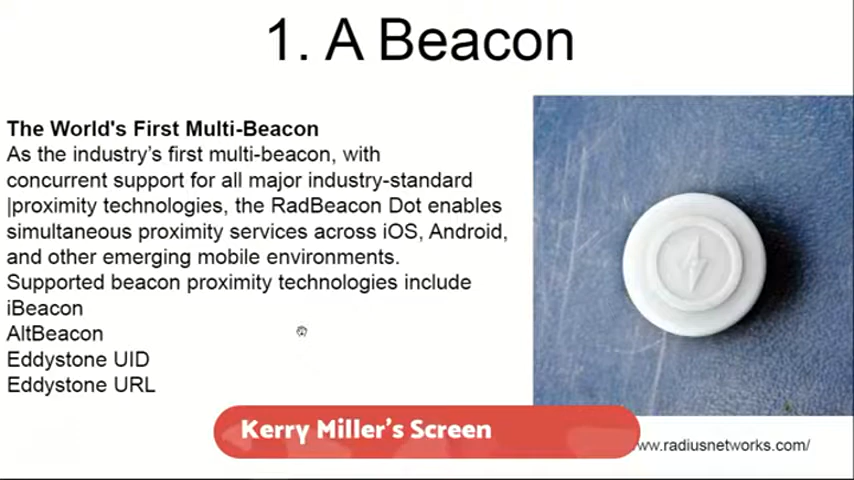 1. A Beacon
The World's First Multi-Beacon
As the industry's first multi-beacon, with
concurrent support for all major industry-standard
|proximity technologies, the RadBeacon Dot enables
simultaneous proximity services across iOS, Android,
and other emerging mobile environments.
Supported beacon proximity technologies include
iBeacon
AltBeacon
Eddystone UID
Eddystone URL
Kerry Miller's Screen
www.radiusnetworks.com/